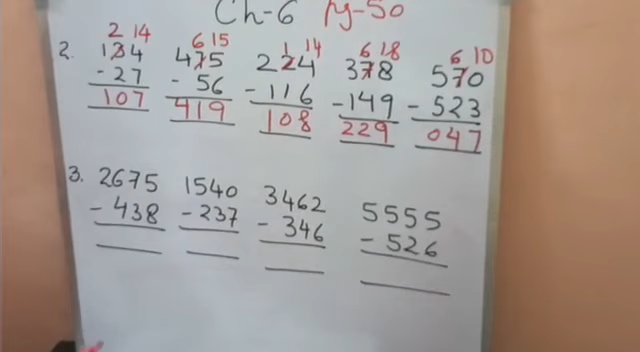 Ch-6 Pg-50
2 14 6 15 1 14 6 18 6 10
2. 134 475 224 378 570
-27 - 56 -116 -149 - 523
107 419 108 229 047
3. 2675 1540 3462 5555
- 438 -237 - 346 - 526